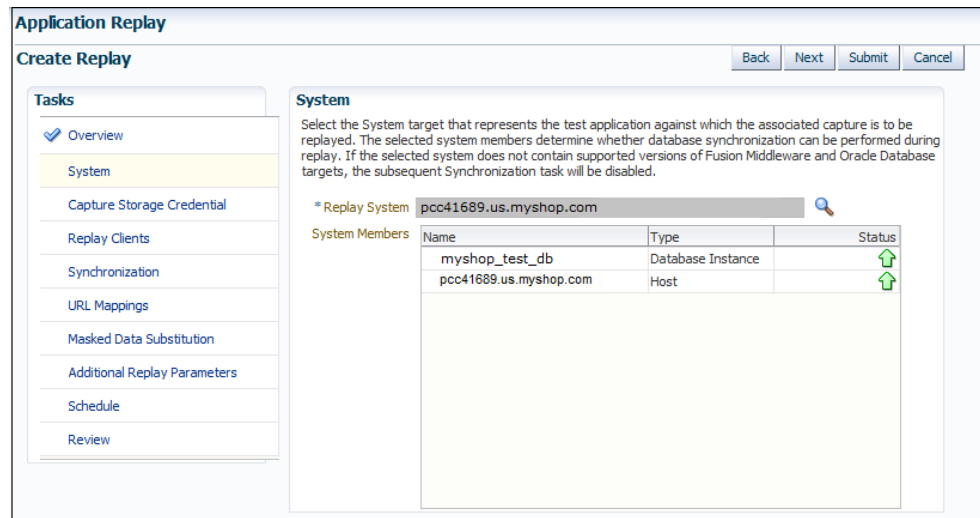 Application Replay
Create Replay
Back Next Submit Cancel
Tasks
Overview
System
Capture Storage Credential
Replay Clients
Synchronization
URL Mappings
Masked Data Substitution
Additional Replay Parameters
Schedule
Review
System
Select the System target that represents the test application against which the associated capture is to be
replayed. The selected system members determine whether database synchronization can be performed during
replay. If the selected system does not contain supported versions of Fusion Middleware and Oracle Database
targets, the subsequent Synchronization task will be disabled.
* Replay System pcc41689.us.myshop.com
System Members
Name Type Status
myshop_test_db Database Instance
pcc41689.us.myshop.com Host